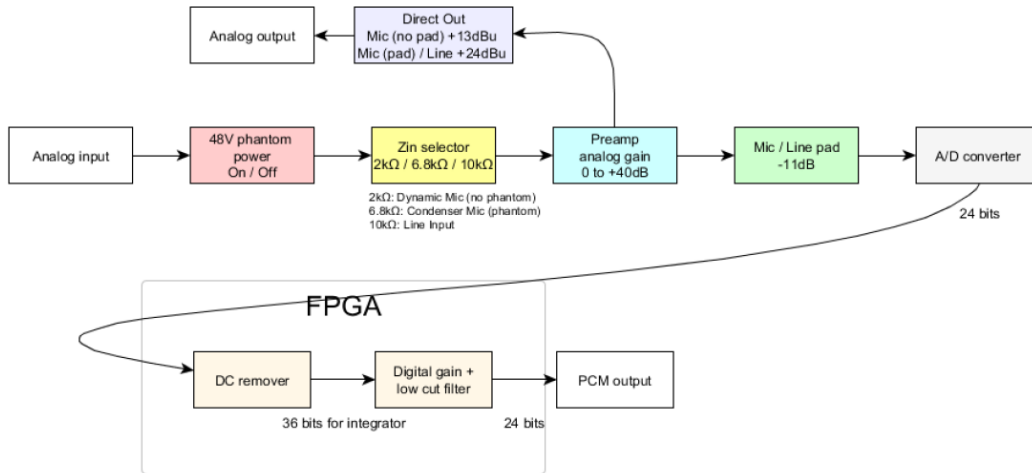 Direct Out
Mic (no pad) +13dBu
Mic (pad) / Line +24dBu
Analog output
Analog input
48V phantom
power
On / Off
Zin selector
2kΩ / 6.8kΩ / 10kΩ
Preamp
analog gain
0 to +40dB
Mic / Line pad
-11dB
A/D converter
2kΩ: Dynamic Mic (no phantom)
6.8kΩ: Condenser Mic (phantom)
10kΩ: Line Input
24 bits
FPGA
DC remover
Digital gain +
low cut filter
PCM output
36 bits for integrator
24 bits